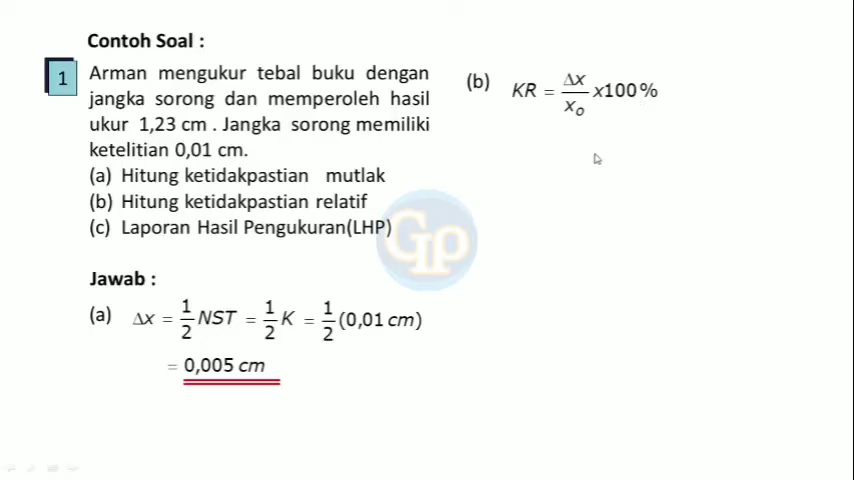 Contoh Soal :
1 Arman mengukur tebal buku dengan
jangka sorong dan memperoleh hasil
ukur 1,23 cm . Jangka sorong memiliki
ketelitian 0,01 cm.
(a) Hitung ketidakpastian mutlak
(b) Hitung ketidakpastian relatif
(c) Laporan Hasil Pengukuran(LHP)
Jawab :
(a) Δx = 1/2 NST = 1/2 K = 1/2 (0,01 cm)
= 0,005 cm
(b) KR = Δx/xo x100%
GIP